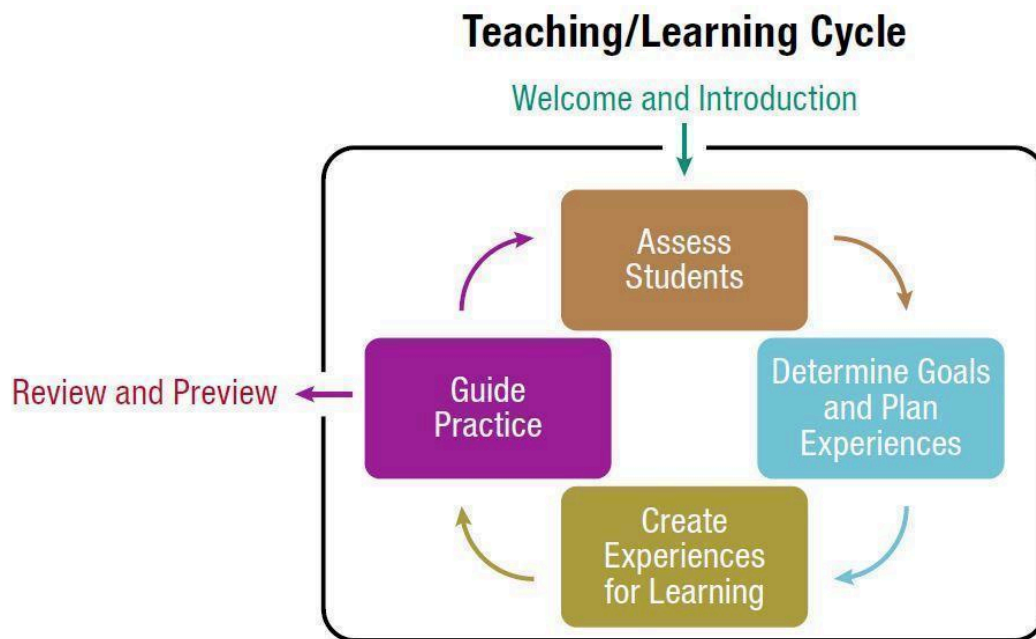 Teaching/Learning Cycle
Welcome and Introduction
Assess
Students
Determine Goals
and Plan
Experiences
Create
Experiences
for Learning
Guide
Practice
Review and Preview